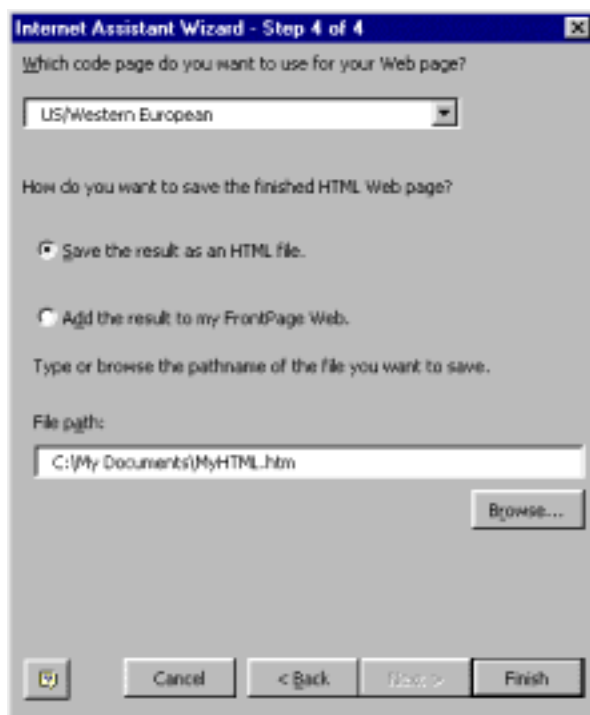 Internet Assistant Wizard - Step 4 of 4
Which code page do you want to use for your Web page?
US/Western European
How do you want to save the finished HTML Web page?
Save the result as an HTML file.
Add the result to my FrontPage Web.
Type or browse the pathname of the file you want to save.
File path:
C:\My Documents\MyHTML.htm
Browse...
Cancel
< Back
Next >
Finish